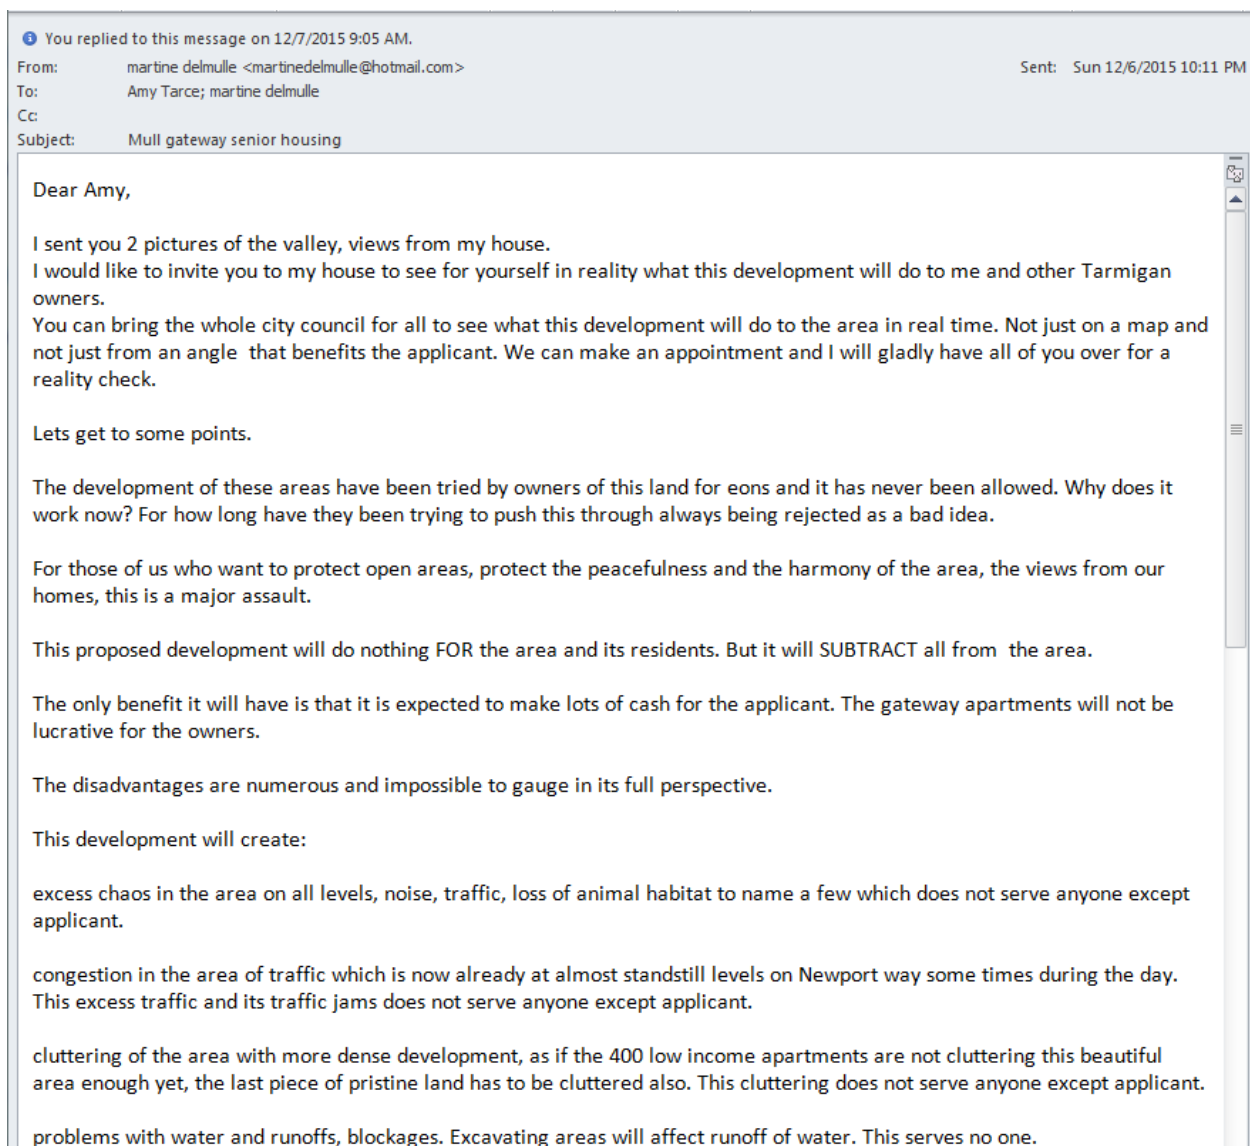 You replied to this message on 12/7/2015 9:05 AM.
From: martine delmulle <martinedelmulle@hotmail.com> Sent: Sun 12/6/2015 10:11 PM
To: Amy Tarce; martine delmulle
Cc:
Subject: Mull gateway senior housing
Dear Amy,
I sent you 2 pictures of the valley, views from my house.
I would like to invite you to my house to see for yourself in reality what this development will do to me and other Tarmigan
owners.
You can bring the whole city council for all to see what this development will do to the area in real time. Not just on a map and
not just from an angle  that benefits the applicant. We can make an appointment and I will gladly have all of you over for a
reality check.
Lets get to some points.
The development of these areas have been tried by owners of this land for eons and it has never been allowed. Why does it
work now? For how long have they been trying to push this through always being rejected as a bad idea.
For those of us who want to protect open areas, protect the peacefulness and the harmony of the area, the views from our
homes, this is a major assault.
This proposed development will do nothing FOR the area and its residents. But it will SUBTRACT all from  the area.
The only benefit it will have is that it is expected to make lots of cash for the applicant. The gateway apartments will not be
lucrative for the owners.
The disadvantages are numerous and impossible to gauge in its full perspective.
This development will create:
excess chaos in the area on all levels, noise, traffic, loss of animal habitat to name a few which does not serve anyone except
applicant.
congestion in the area of traffic which is now already at almost standstill levels on Newport way some times during the day.
This excess traffic and its traffic jams does not serve anyone except applicant.
cluttering of the area with more dense development, as if the 400 low income apartments are not cluttering this beautiful
area enough yet, the last piece of pristine land has to be cluttered also. This cluttering does not serve anyone except applicant.
problems with water and runoffs, blockages. Excavating areas will affect runoff of water. This serves no one.